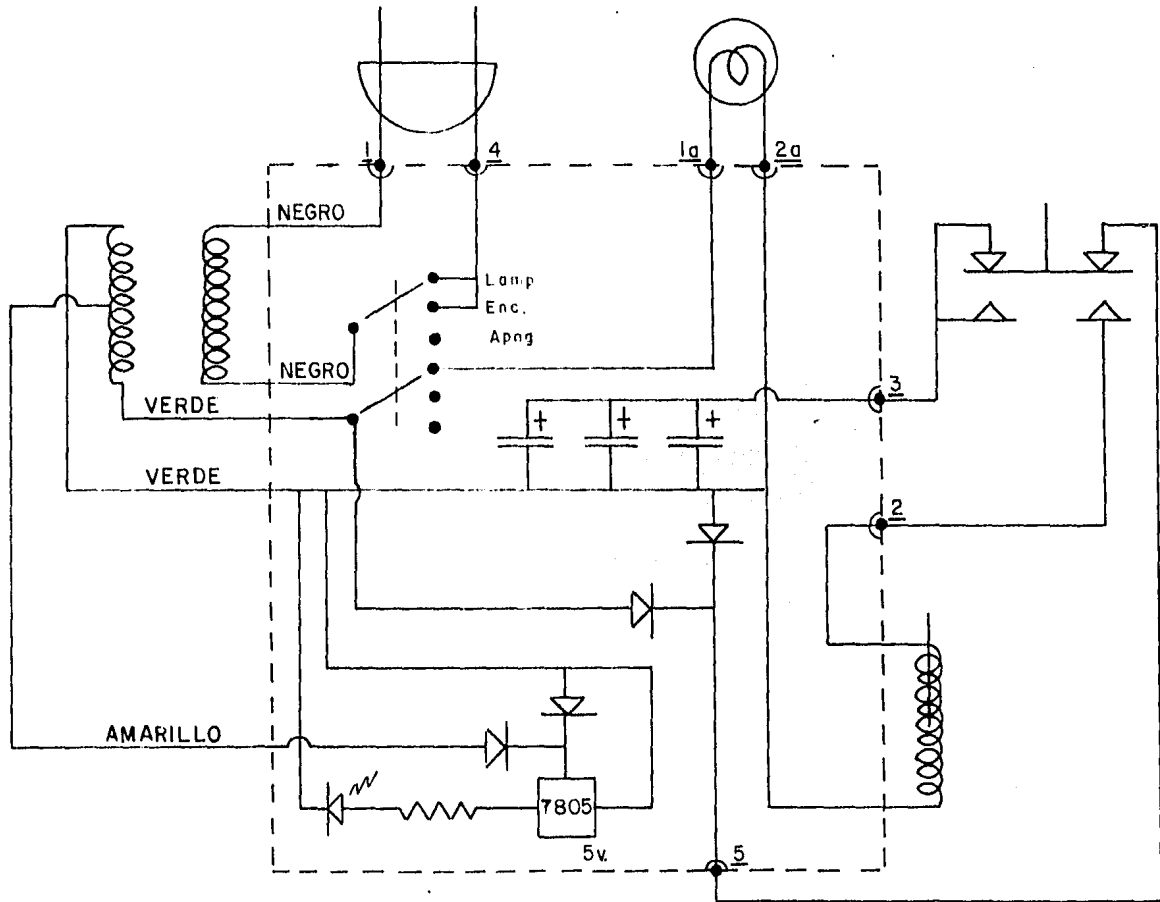 1
4
1a
2a
NEGRO
Lamp
Enc.
Apag
NEGRO
VERDE
3
+
+
+
VERDE
2
AMARILLO
7805
5v.
5